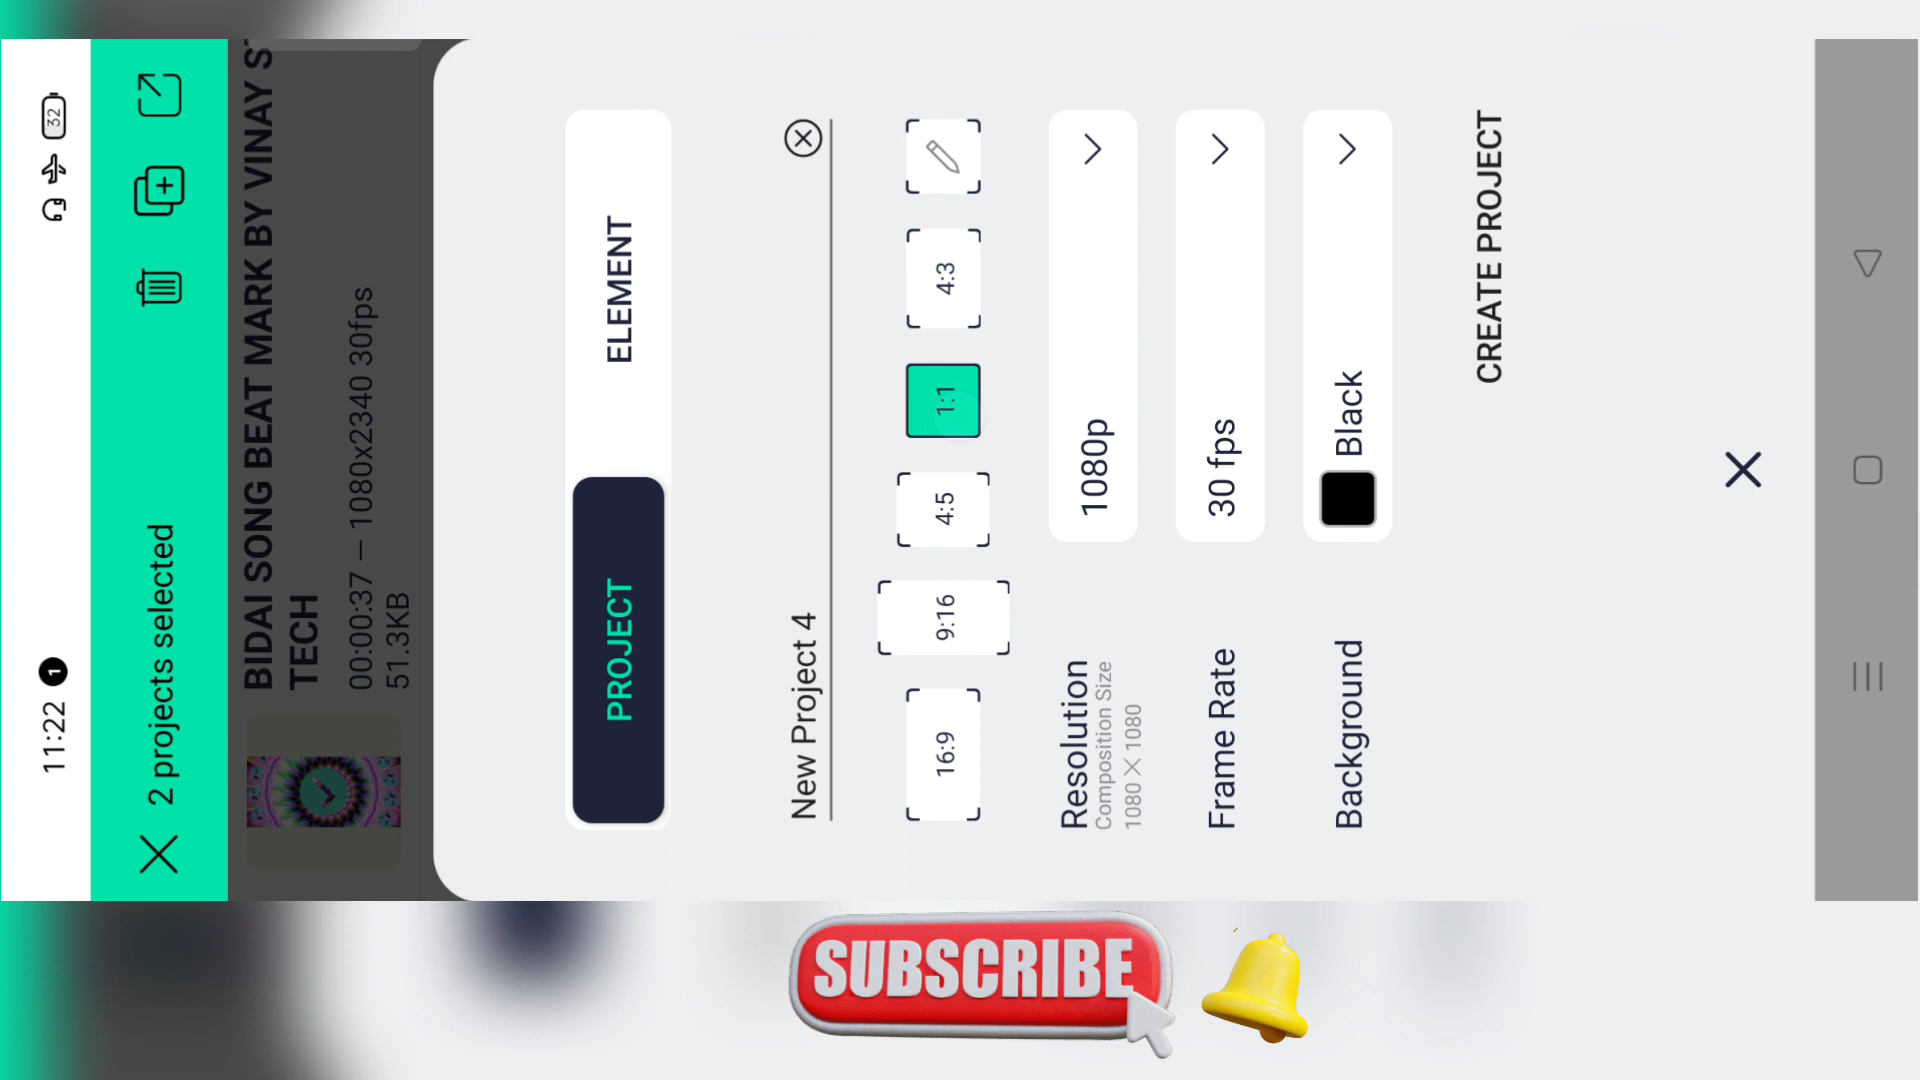 11:22
1
32
2 projects selected
BIDAI SONG BEAT MARK BY VINAY
TECH
00:00:37 — 1080x2340 30fps
51.3KB
PROJECT
ELEMENT
New Project 4
16:9
9:16
4:5
1:1
4:3
Resolution
1080p
Composition Size
1080 X 1080
Frame Rate
30 fps
Background
Black
CREATE PROJECT
SUBSCRIBE